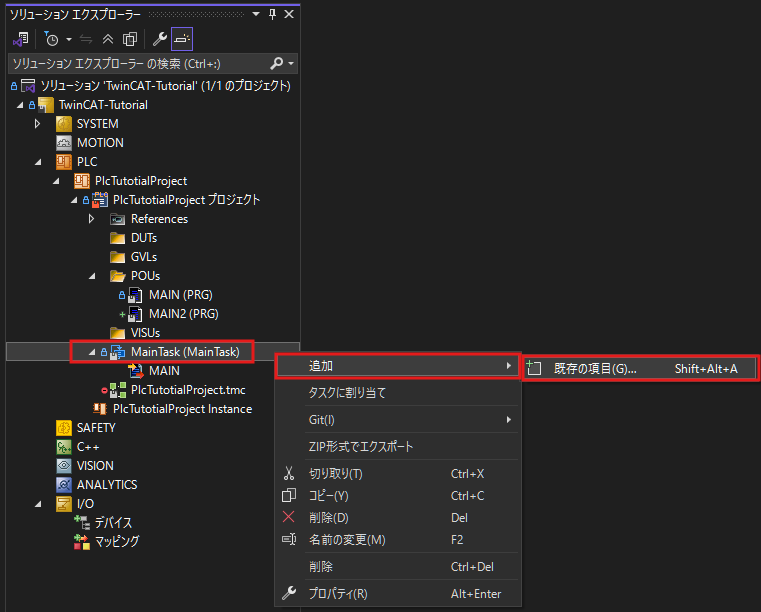 ソリューション エクスプローラー
ソリューション エクスプローラー の検索 (Ctrl+:)
ソリューション 'TwinCAT-Tutorial' (1/1 のプロジェクト)
TwinCAT-Tutorial
SYSTEM
MOTION
PLC
PlcTutotialProject
PlcTutotialProject プロジェクト
References
DUTs
GVLs
POUs
MAIN (PRG)
MAIN2 (PRG)
VISUs
MainTask (MainTask)
MAIN
PlcTutotialProject.tmc
PlcTutotialProject Instance
SAFETY
C++
VISION
ANALYTICS
I/O
デバイス
マッピング
追加
タスクに割り当て
Git(I)
ZIP形式でエクスポート
切り取り(T) Ctrl+X
コピー(Y) Ctrl+C
削除(D) Del
名前の変更(M) F2
削除 Ctrl+Del
プロパティ(R) Alt+Enter
既存の項目(G)... Shift+Alt+A